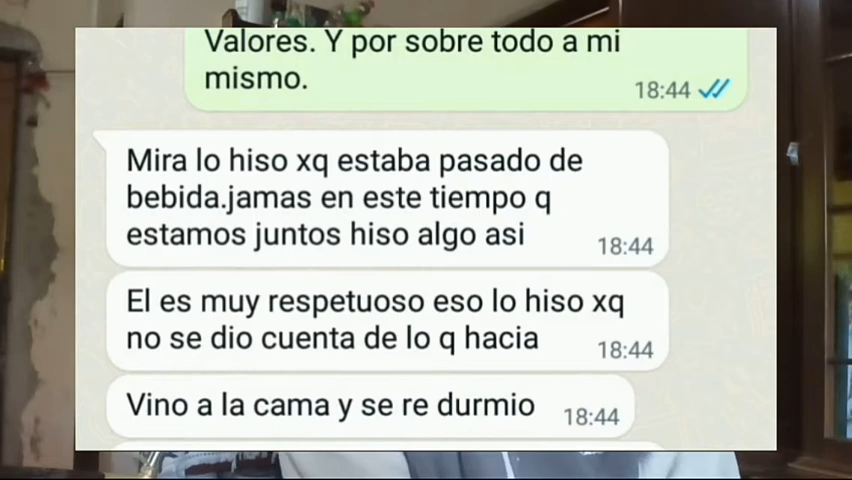 Valores. Y por sobre todo a mi
mismo.
18:44
Mira lo hiso xq estaba pasado de
bebida.jamas en este tiempo q
estamos juntos hiso algo asi
18:44
El es muy respetuoso eso lo hiso xq
no se dio cuenta de lo q hacia
18:44
Vino a la cama y se re durmio
18:44